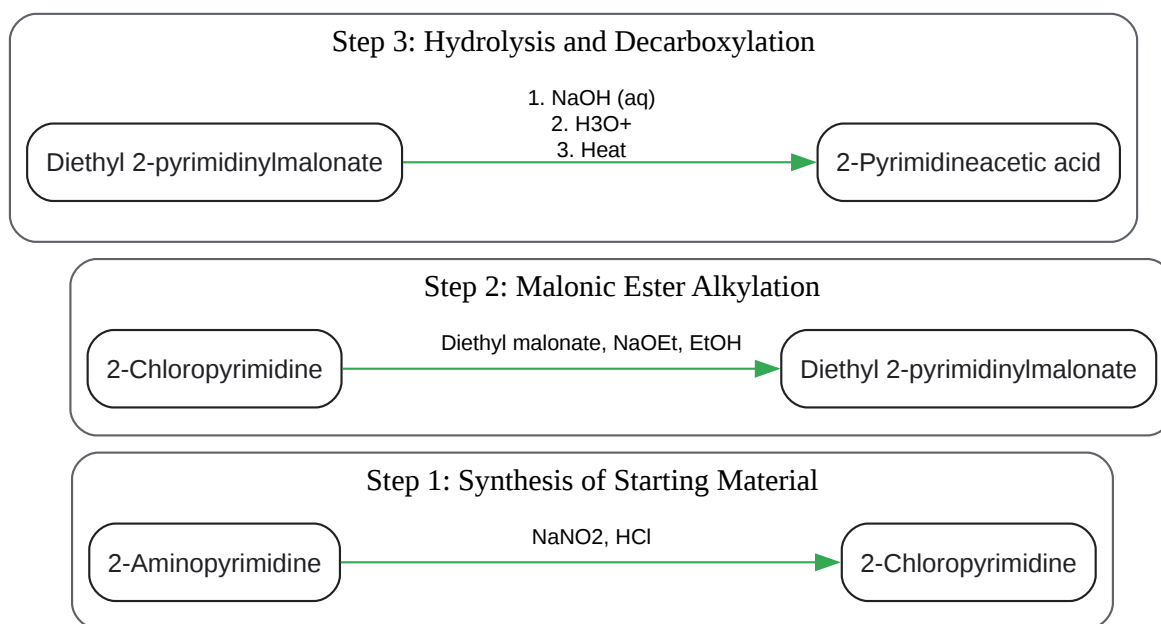 Step 3: Hydrolysis and Decarboxylation
1. NaOH (aq)
2. H3O+
3. Heat
Diethyl 2-pyrimidinylmalonate
2-Pyrimidineacetic acid
Step 2: Malonic Ester Alkylation
Diethyl malonate, NaOEt, EtOH
2-Chloropyrimidine
Diethyl 2-pyrimidinylmalonate
Step 1: Synthesis of Starting Material
NaNO2, HCl
2-Aminopyrimidine
2-Chloropyrimidine